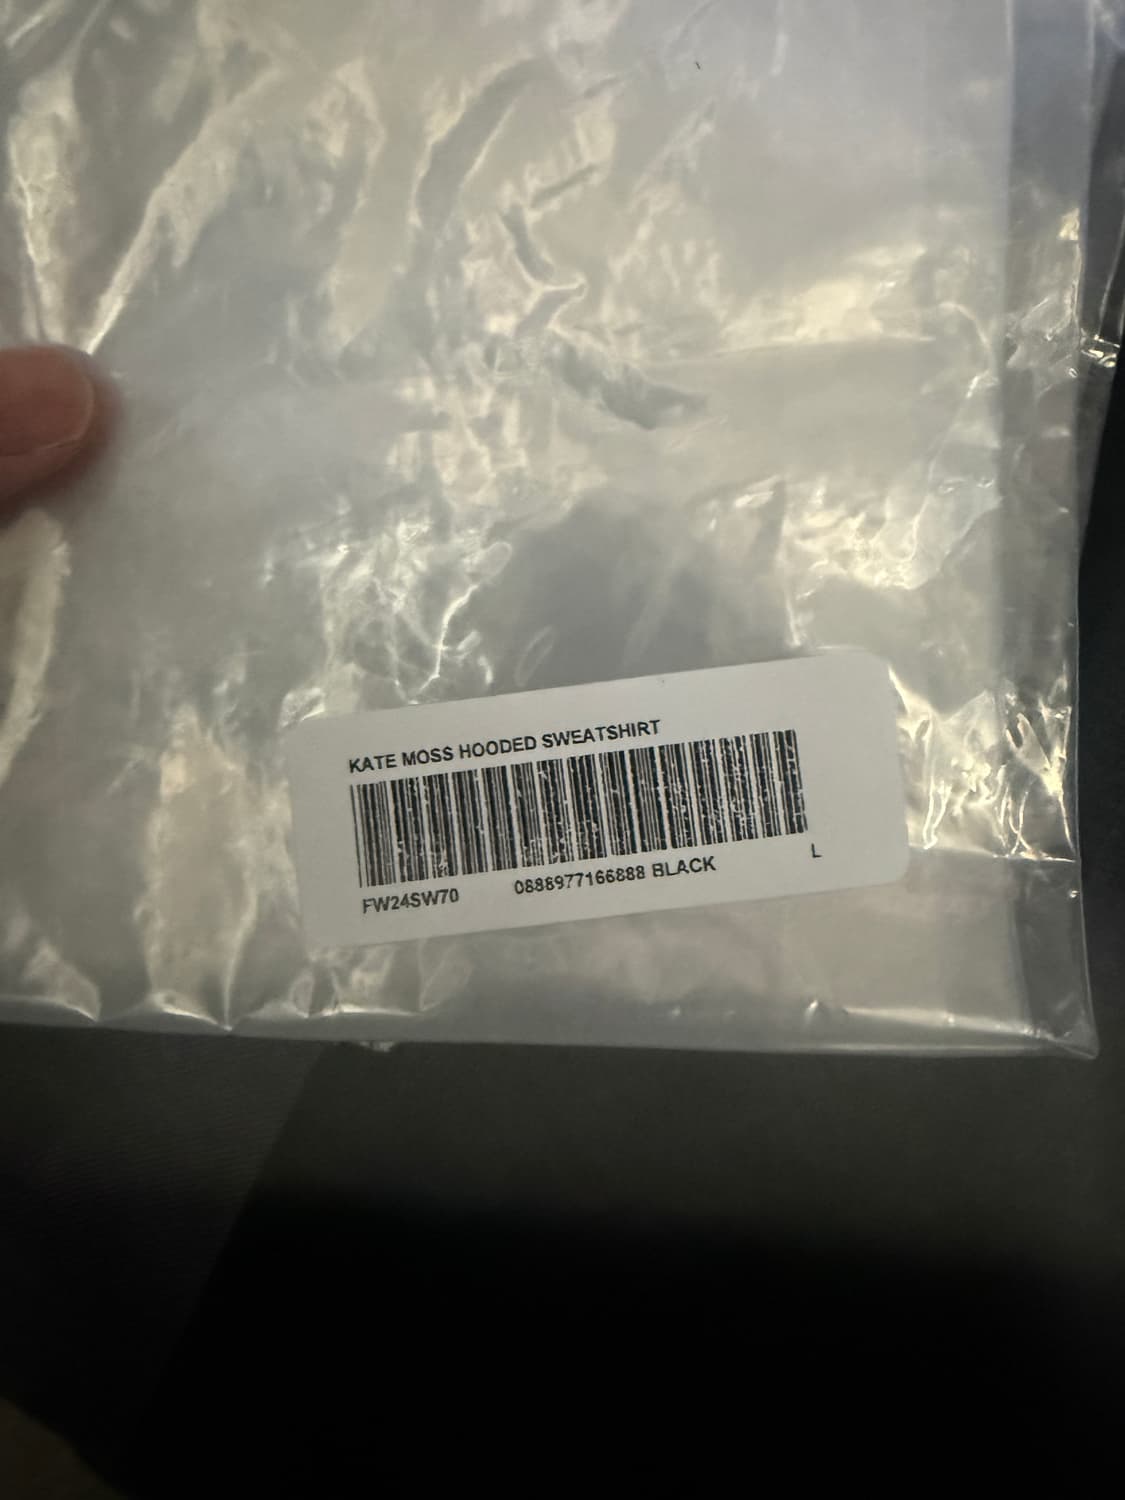 KATE MOSS HOODED SWEATSHIRT
FW24SW70 0888977166888 BLACK L